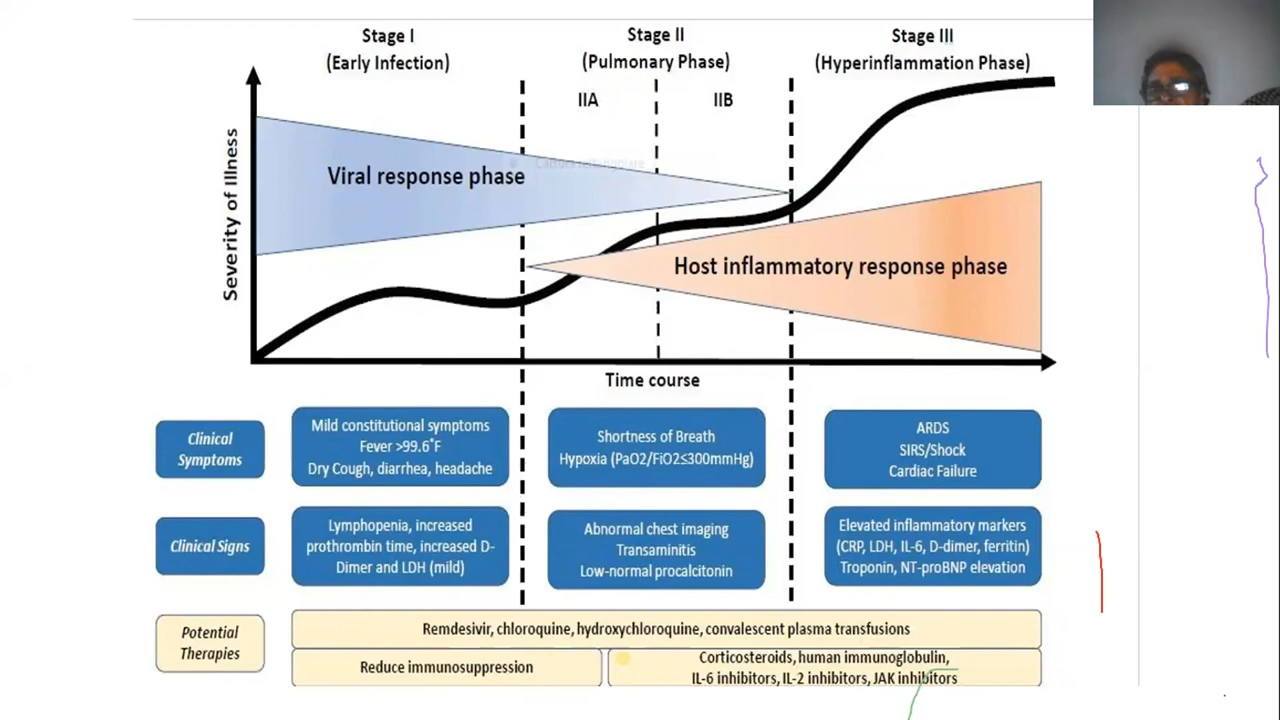 Stage I
(Early Infection)
Stage II
(Pulmonary Phase)
Stage III
(Hyperinflammation Phase)
IIA
IIB
Severity of Illness
Viral response phase
Host inflammatory response phase
Time course
Clinical
Symptoms
Mild constitutional symptoms
Fever >99.6°F
Dry Cough, diarrhea, headache
Shortness of Breath
Hypoxia (PaO2/FiO2≤300mmHg)
ARDS
SIRS/Shock
Cardiac Failure
Clinical Signs
Lymphopenia, increased
prothrombin time, increased D-
Dimer and LDH (mild)
Abnormal chest imaging
Transaminitis
Low-normal procalcitonin
Elevated inflammatory markers
(CRP, LDH, IL-6, D-dimer, ferritin)
Troponin, NT-proBNP elevation
Potential
Therapies
Remdesivir, chloroquine, hydroxychloroquine, convalescent plasma transfusions
Reduce immunosuppression
Corticosteroids, human immunoglobulin,
IL-6 inhibitors, IL-2 inhibitors, JAK inhibitors